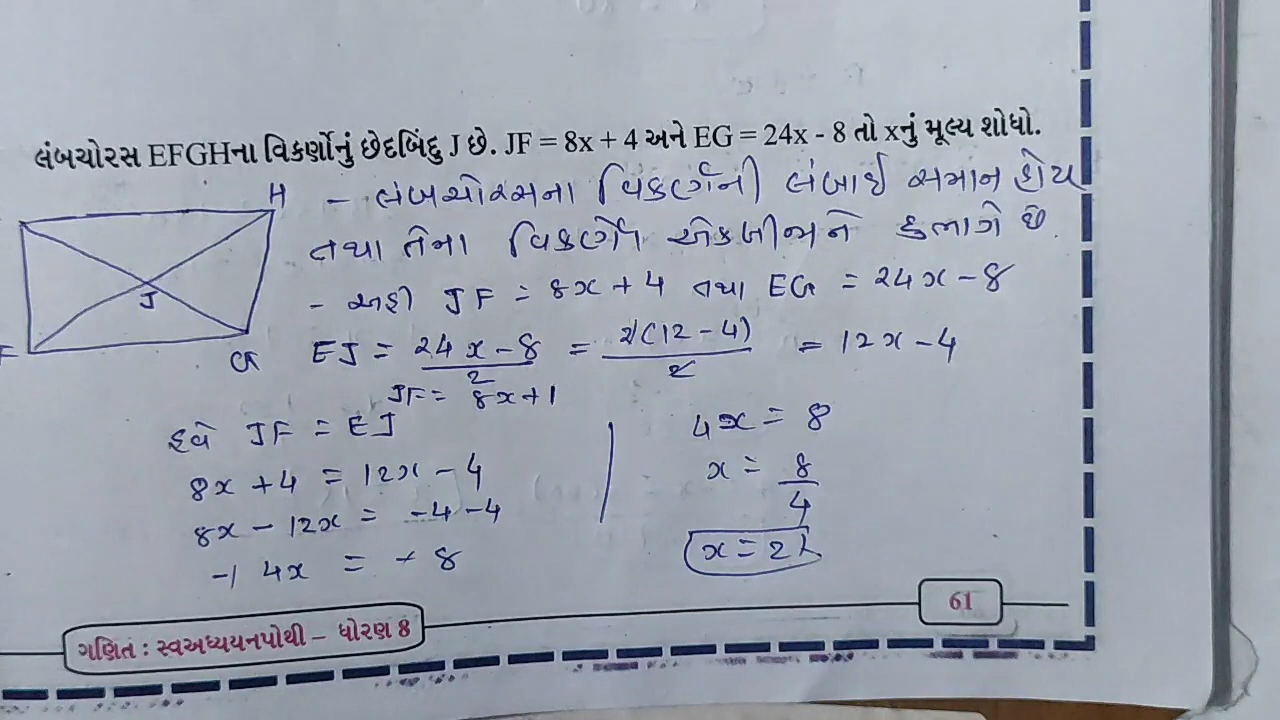 લંબચોરસ EFGHના વિકર્ણોનું છેદબિંદુ J છે. JF = 8x + 4 અને EG = 24x - 8 તો xનું મૂલ્ય શોધો.
H
- લંબચોરસના વિકર્ણની લંબાઈ સમાન હોય
તથા તેના વિકર્ણો એકબીજાને દુભાગે છે.
J
- અહીં JF = 8x + 4 તથા EG = 24x - 8
F
G
EJ = 24x - 8 / 2 = 2(12 - 4) / 2 = 12x - 4
JF = 8x + 1
હવે JF = EJ
8x + 4 = 12x - 4
8x - 12x = -4 - 4
- 4x = - 8
4x = 8
x = 8 / 4
x = 2
61
ગણિત : સ્વઅધ્યયનપોથી – ધોરણ 8